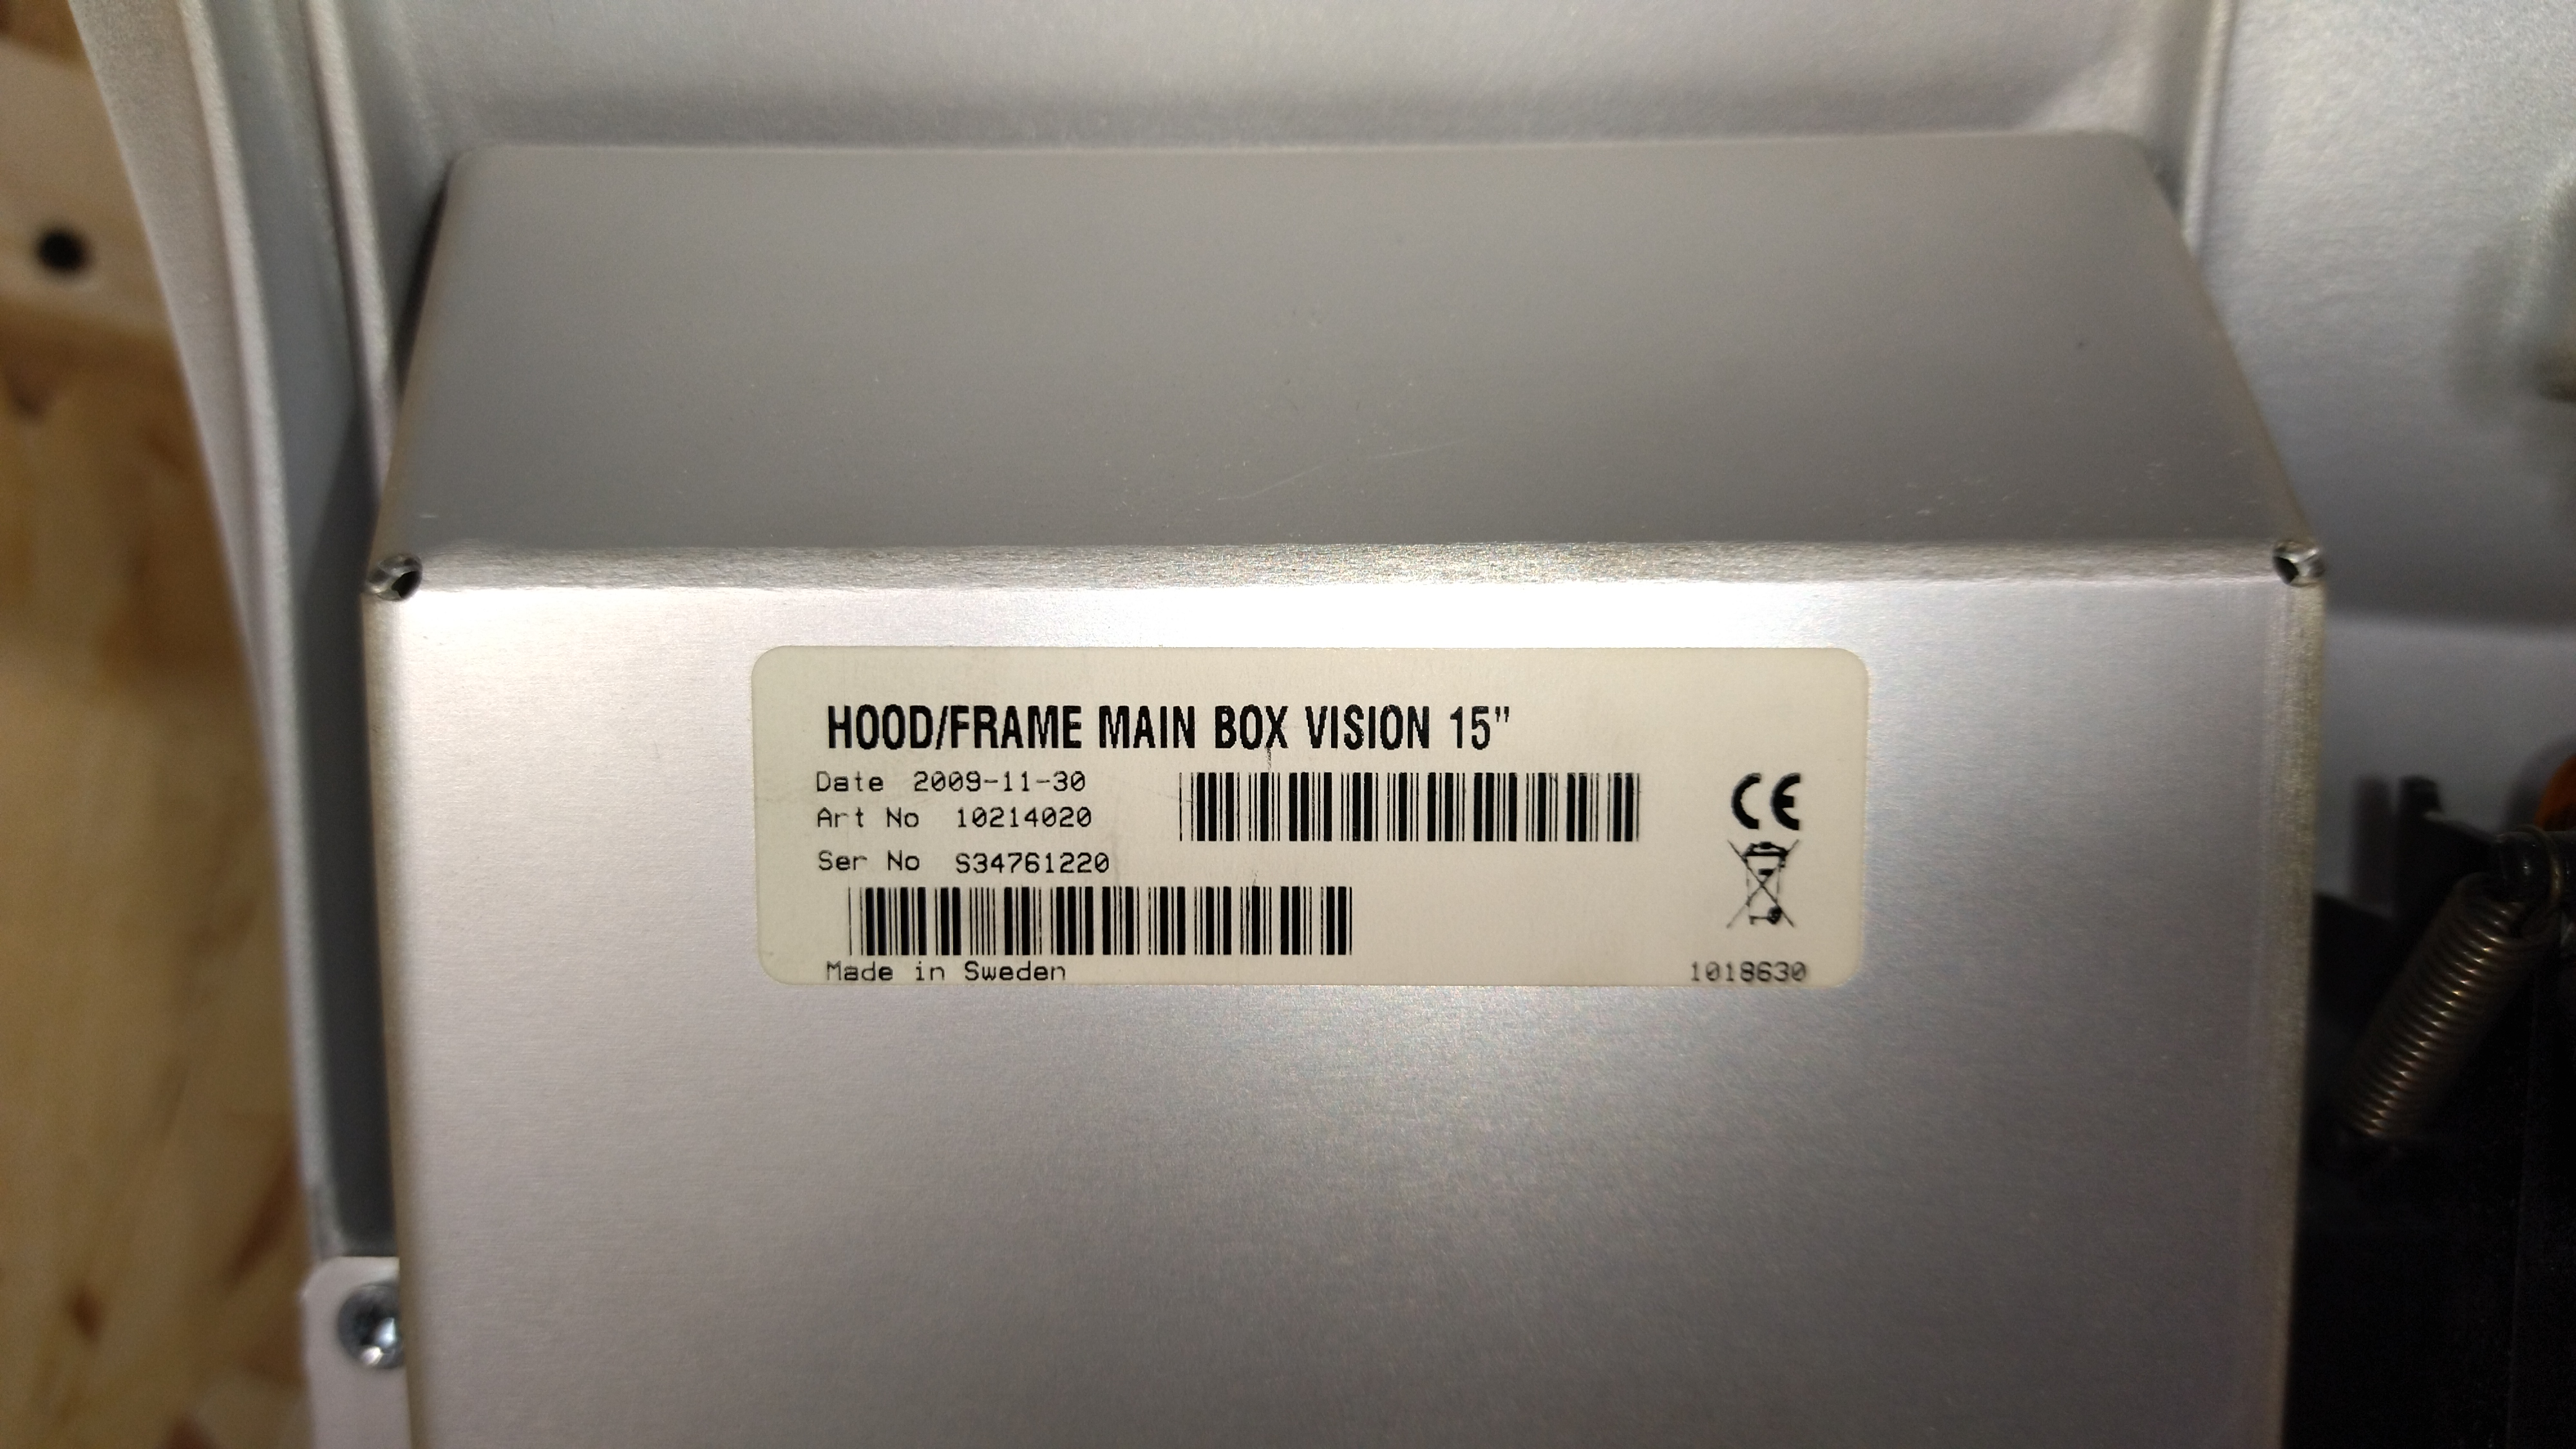 HOOD/FRAME MAIN BOX VISION 15"
Date 2009-11-30
Art No 10214020
CE
Ser No S34761220
Made in Sweden
1018630